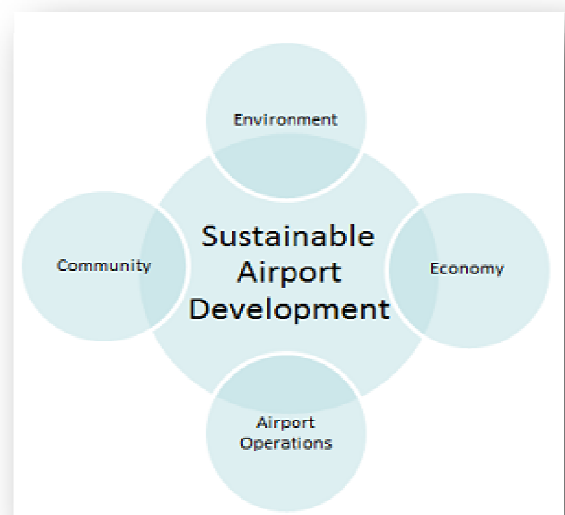 Environment
Sustainable
Airport
Development
Community
Economy
Airport
Operations